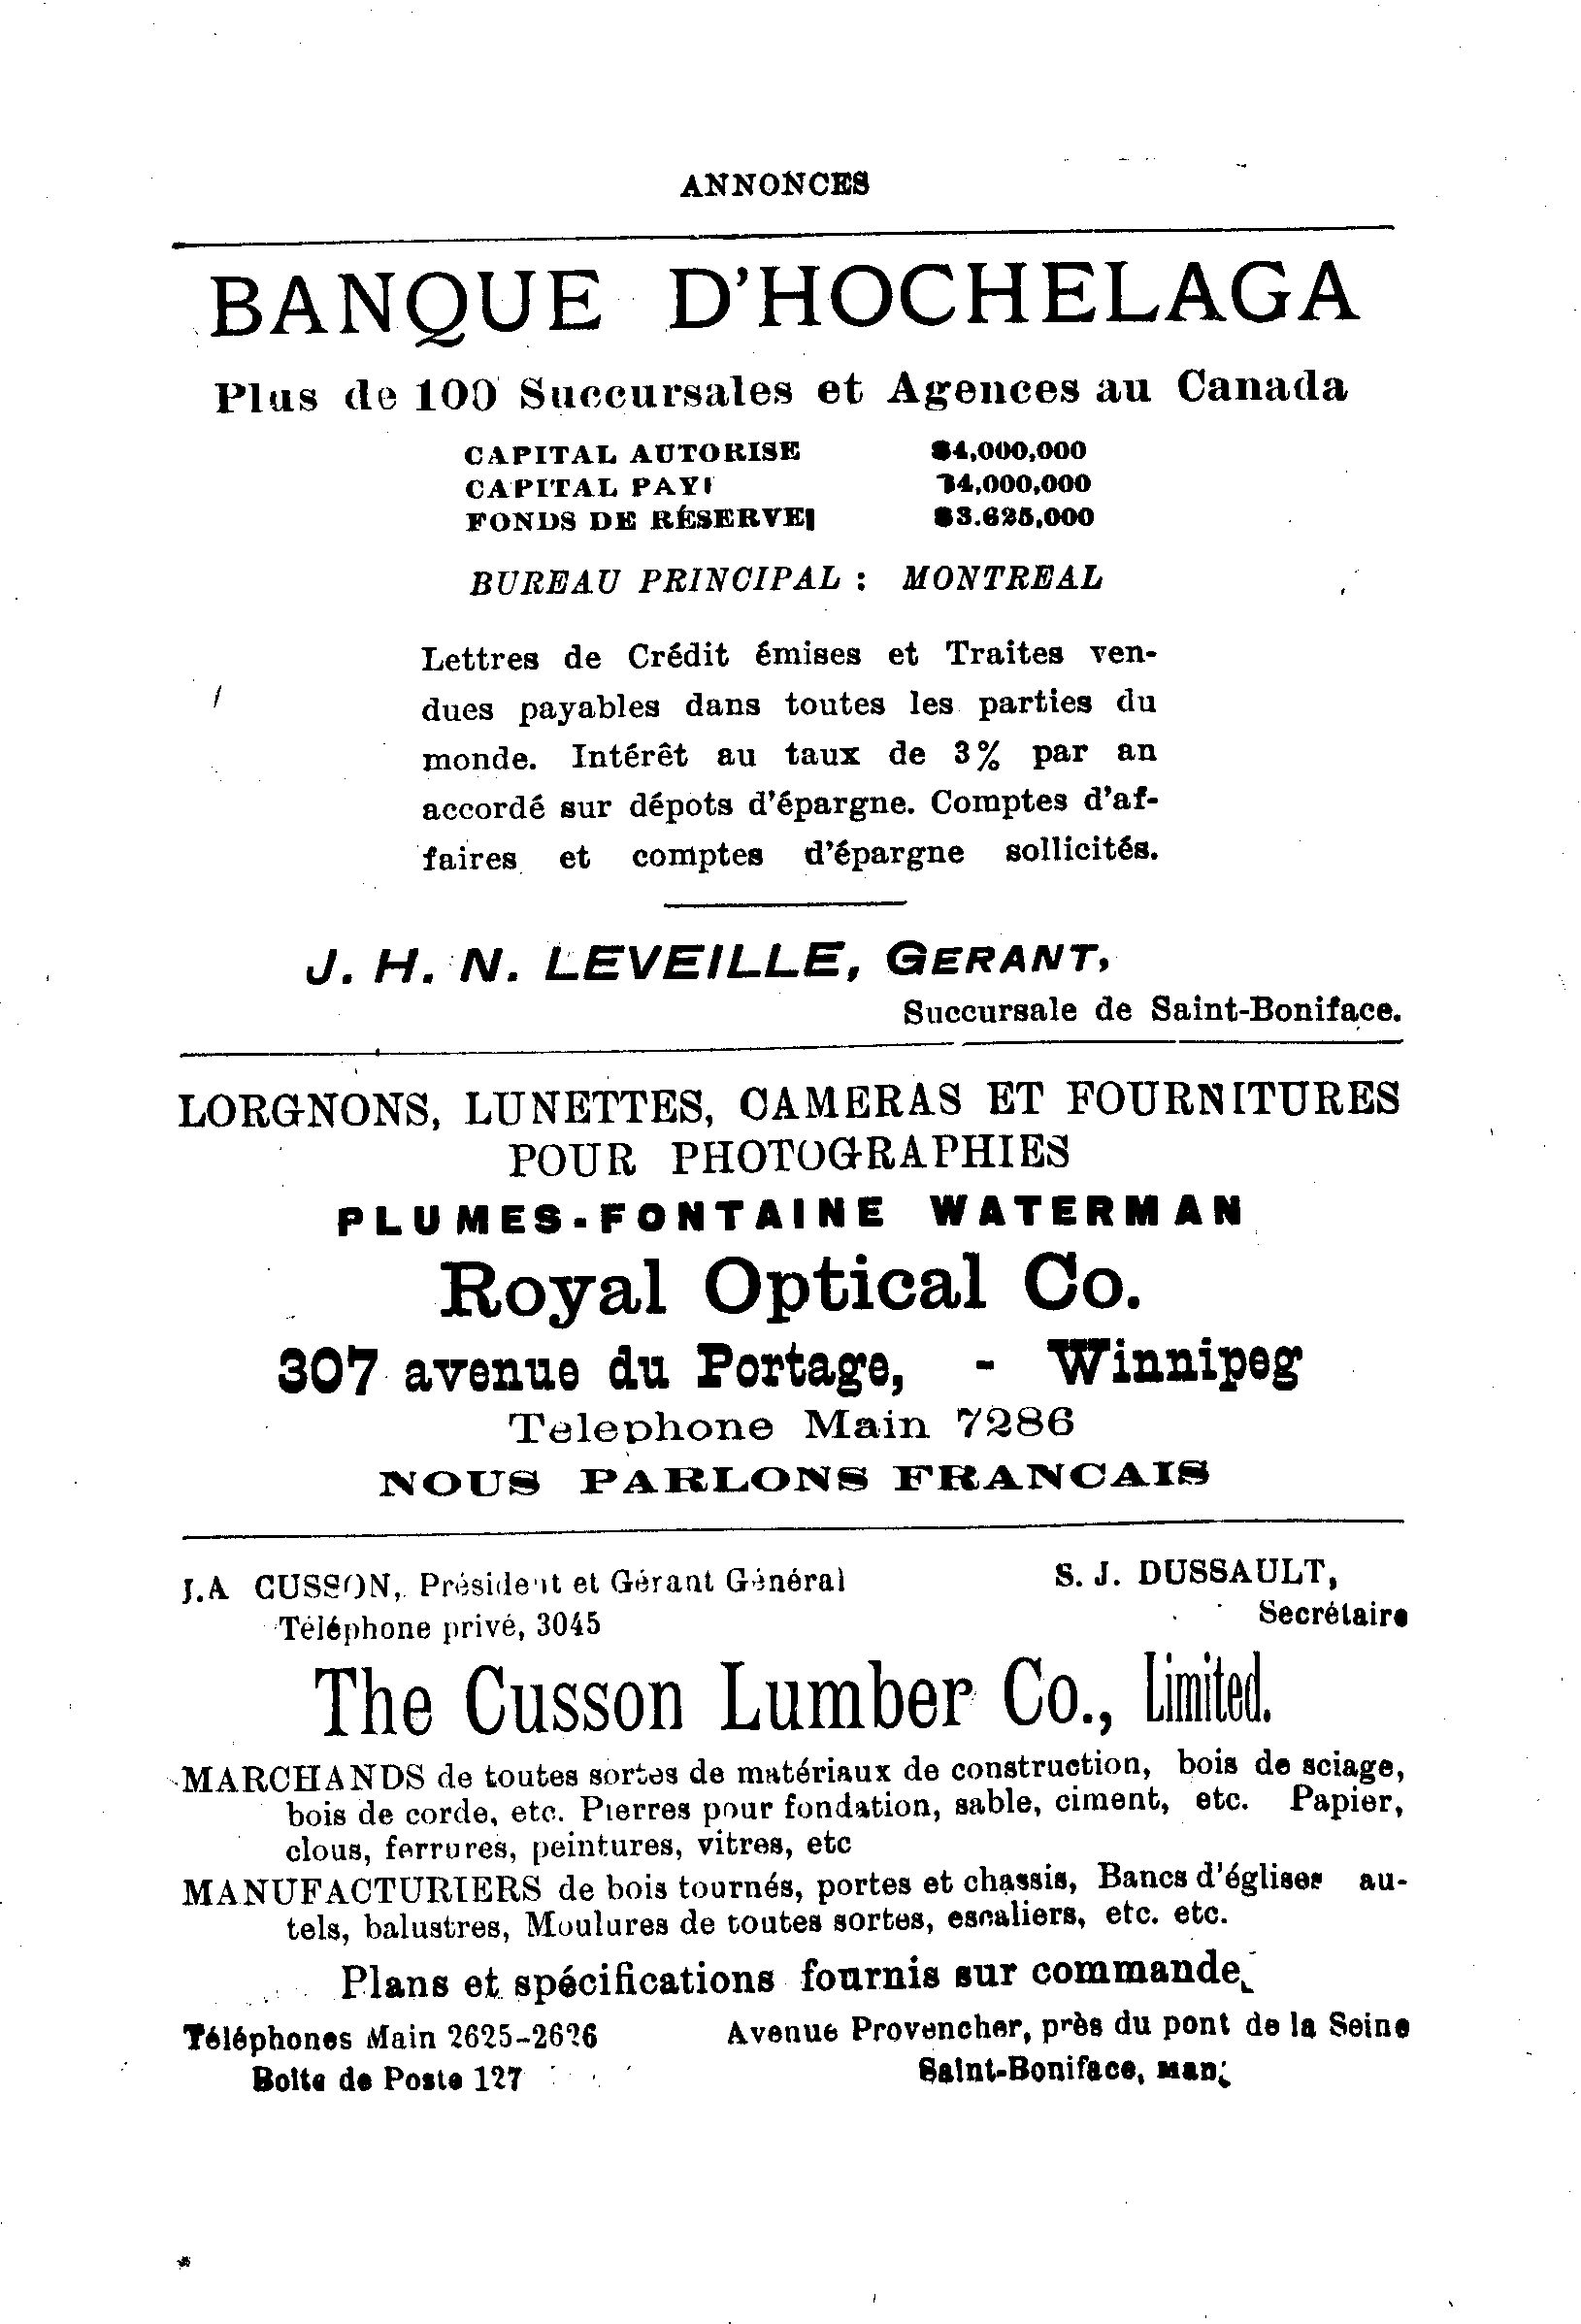 ANNONCES
BANQUE D'HOCHELAGA
Plus de 100 Succursales et Agences au Canada
CAPITAL AUTORISE $4,000,000
CAPITAL PAYÉ $4,000,000
FONDS DE RÉSERVE $3.625,000
BUREAU PRINCIPAL : MONTREAL
Lettres de Crédit émises et Traites ven-
dues payables dans toutes les parties du
monde. Intérêt au taux de 3% par an
accordé sur dépots d'épargne. Comptes d'af-
faires et comptes d'épargne sollicités.
J. H. N. LEVEILLE, GERANT,
Succursale de Saint-Boniface.
LORGNONS, LUNETTES, CAMERAS ET FOURNITURES
POUR PHOTOGRAPHIES
PLUMES-FONTAINE WATERMAN
Royal Optical Co.
307 avenue du Portage, - Winnipeg
Telephone Main 7286
NOUS PARLONS FRANCAIS
J.A CUSSON, Président et Gérant Général S. J. DUSSAULT,
Téléphone privé, 3045 Secrétaire
The Cusson Lumber Co., Limited.
MARCHANDS de toutes sortes de matériaux de construction, bois de sciage,
bois de corde, etc. Pierres pour fondation, sable, ciment, etc. Papier,
clous, ferrures, peintures, vitres, etc
MANUFACTURIERS de bois tournés, portes et chassis, Bancs d'églises au-
tels, balustres, Moulures de toutes sortes, escaliers, etc. etc.
Plans et spécifications fournis sur commande.
Téléphones Main 2625-2626 Avenue Provencher, près du pont de la Seine
Boite de Poste 127 Saint-Boniface, Man.